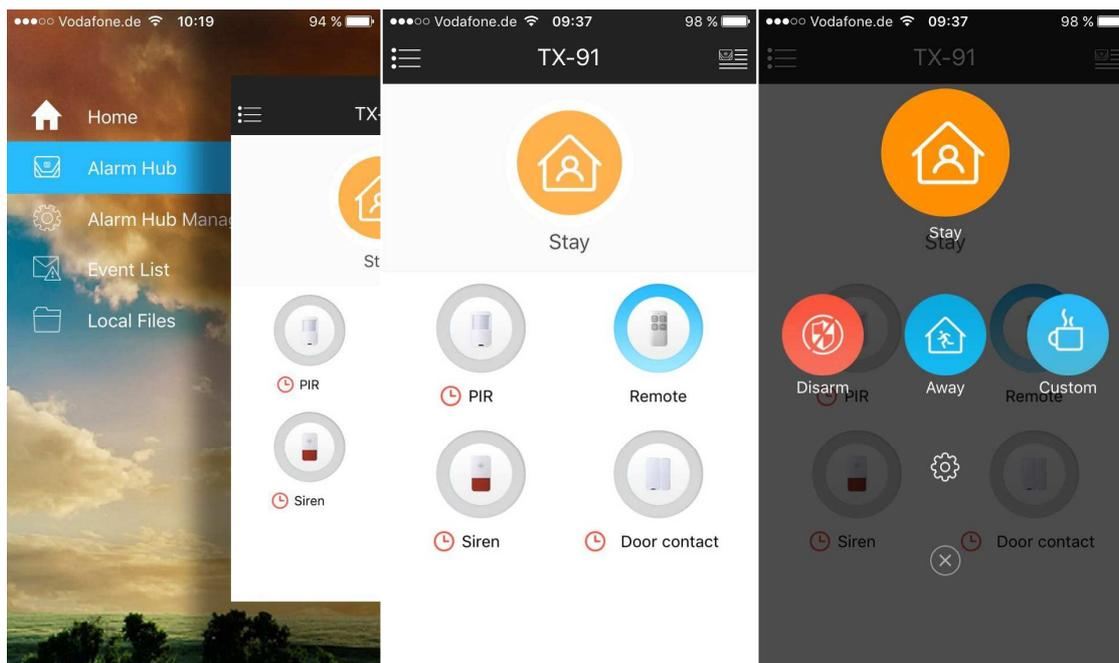 Vodafone.de 10:19 94 %
Home
Alarm Hub
Alarm Hub Mana
Event List
Local Files
TX-
St
PIR
Siren
Vodafone.de 09:37 98 %
TX-91
Stay
PIR
Remote
Siren
Door contact
Vodafone.de 09:37 98 %
TX-91
Stay
Stay
Disarm
Away
Custom
PIR
Remote
Siren
Door contact